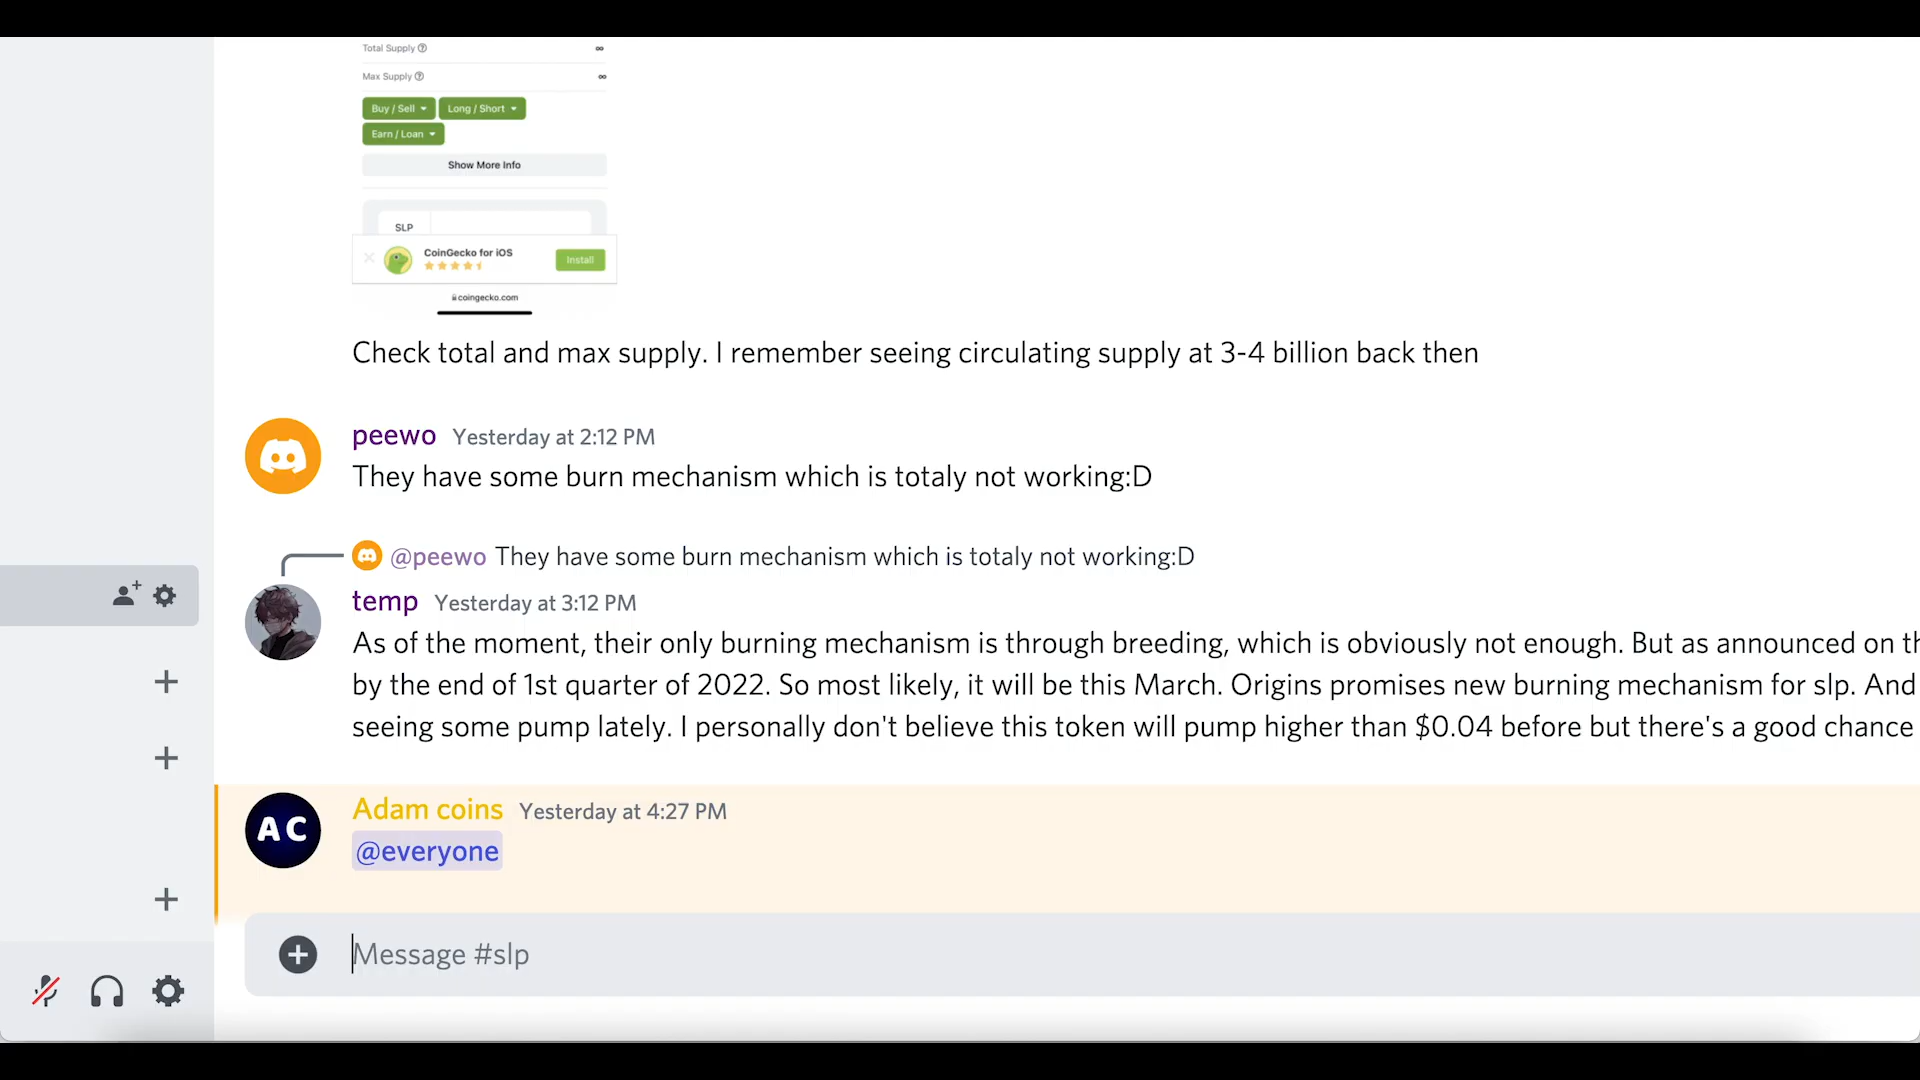 Total Supply ∞
Max Supply ∞
Buy / Sell Long / Short
Earn / Loan
Show More Info
SLP
CoinGecko for iOS
Install
coingecko.com
Check total and max supply. I remember seeing circulating supply at 3-4 billion back then
peewo Yesterday at 2:12 PM
They have some burn mechanism which is totaly not working:D
@peewo They have some burn mechanism which is totaly not working:D
temp Yesterday at 3:12 PM
As of the moment, their only burning mechanism is through breeding, which is obviously not enough. But as announced on
by the end of 1st quarter of 2022. So most likely, it will be this March. Origins promises new burning mechanism for slp. And
seeing some pump lately. I personally don't believe this token will pump higher than $0.04 before but there's a good chance
AC
Adam coins Yesterday at 4:27 PM
@everyone
Message #slp